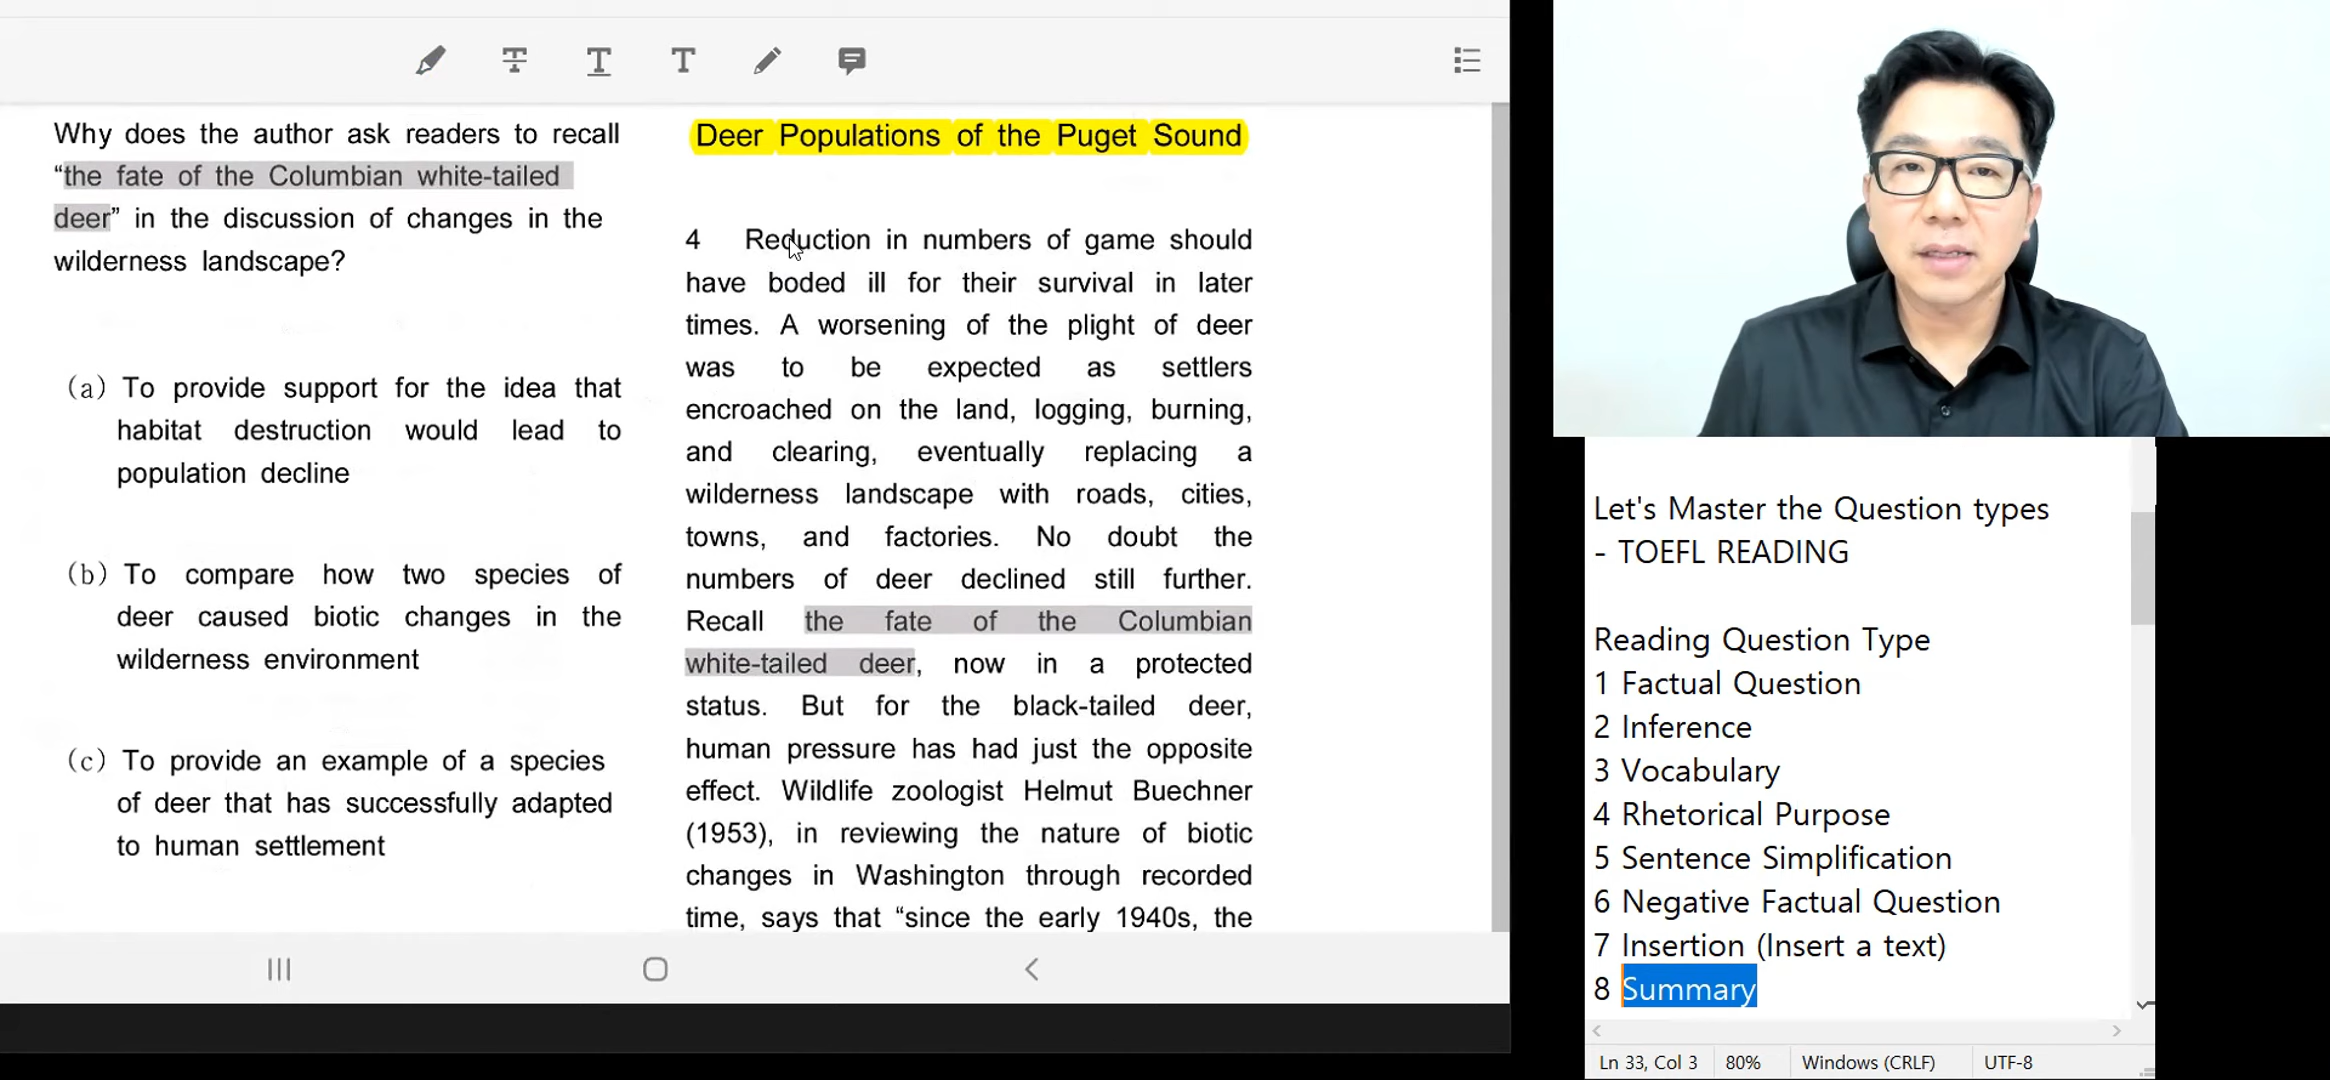 Why does the author ask readers to recall
“the fate of the Columbian white-tailed
deer” in the discussion of changes in the
wilderness landscape?
(a) To provide support for the idea that
habitat destruction would lead to
population decline
(b) To compare how two species of
deer caused biotic changes in the
wilderness environment
(c) To provide an example of a species
of deer that has successfully adapted
to human settlement
Deer Populations of the Puget Sound
4 Reduction in numbers of game should
have boded ill for their survival in later
times. A worsening of the plight of deer
was to be expected as settlers
encroached on the land, logging, burning,
and clearing, eventually replacing a
wilderness landscape with roads, cities,
towns, and factories. No doubt the
numbers of deer declined still further.
Recall the fate of the Columbian
white-tailed deer, now in a protected
status. But for the black-tailed deer,
human pressure has had just the opposite
effect. Wildlife zoologist Helmut Buechner
(1953), in reviewing the nature of biotic
changes in Washington through recorded
time, says that “since the early 1940s, the
Let's Master the Question types
- TOEFL READING
Reading Question Type
1 Factual Question
2 Inference
3 Vocabulary
4 Rhetorical Purpose
5 Sentence Simplification
6 Negative Factual Question
7 Insertion (Insert a text)
8 Summary
Ln 33, Col 3 80% Windows (CRLF) UTF-8